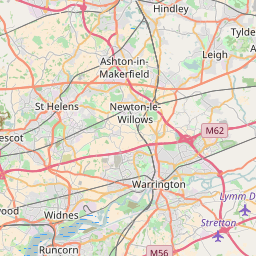 Hindley
Tylde
Leigh
Ashton-in-
Makerfield
St Helens
Newton-le-
Willows
M62
escot
Warrington
Lymm D
wood
Widnes
Stretton
Runcorn
M56